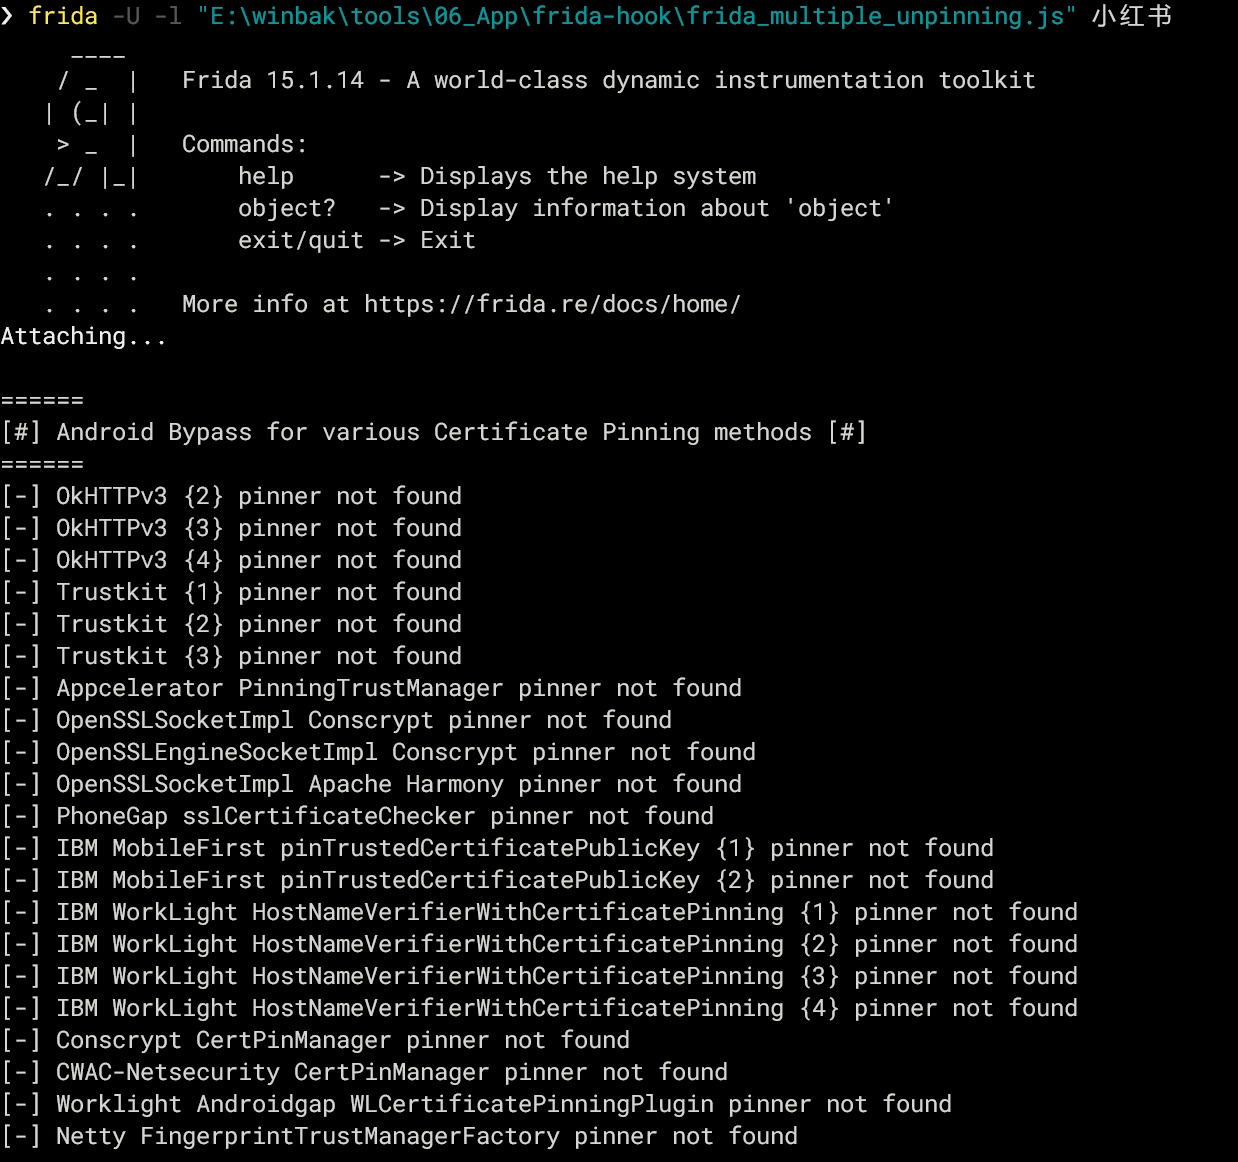 ❯ frida -U -l "E:\winbak\tools\06_App\frida-hook\frida_multiple_unpinning.js" 小红书
     ____
    / _  |   Frida 15.1.14 - A world-class dynamic instrumentation toolkit
   | (_| |
    > _  |   Commands:
   /_/ |_|       help      -> Displays the help system
   . . . .       object?   -> Display information about 'object'
   . . . .       exit/quit -> Exit
   . . . .
   . . . .   More info at https://frida.re/docs/home/
Attaching...
======
[#] Android Bypass for various Certificate Pinning methods [#]
======
[-] OkHTTPv3 {2} pinner not found
[-] OkHTTPv3 {3} pinner not found
[-] OkHTTPv3 {4} pinner not found
[-] Trustkit {1} pinner not found
[-] Trustkit {2} pinner not found
[-] Trustkit {3} pinner not found
[-] Appcelerator PinningTrustManager pinner not found
[-] OpenSSLSocketImpl Conscrypt pinner not found
[-] OpenSSLEngineSocketImpl Conscrypt pinner not found
[-] OpenSSLSocketImpl Apache Harmony pinner not found
[-] PhoneGap sslCertificateChecker pinner not found
[-] IBM MobileFirst pinTrustedCertificatePublicKey {1} pinner not found
[-] IBM MobileFirst pinTrustedCertificatePublicKey {2} pinner not found
[-] IBM WorkLight HostNameVerifierWithCertificatePinning {1} pinner not found
[-] IBM WorkLight HostNameVerifierWithCertificatePinning {2} pinner not found
[-] IBM WorkLight HostNameVerifierWithCertificatePinning {3} pinner not found
[-] IBM WorkLight HostNameVerifierWithCertificatePinning {4} pinner not found
[-] Conscrypt CertPinManager pinner not found
[-] CWAC-Netsecurity CertPinManager pinner not found
[-] Worklight Androidgap WLCertificatePinningPlugin pinner not found
[-] Netty FingerprintTrustManagerFactory pinner not found